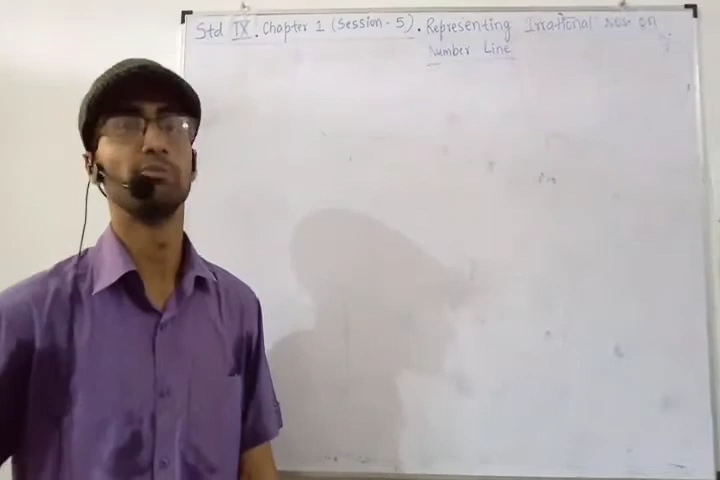 Std IX. Chapter 1 (Session - 5). Representing Irrational nos. on
Number Line